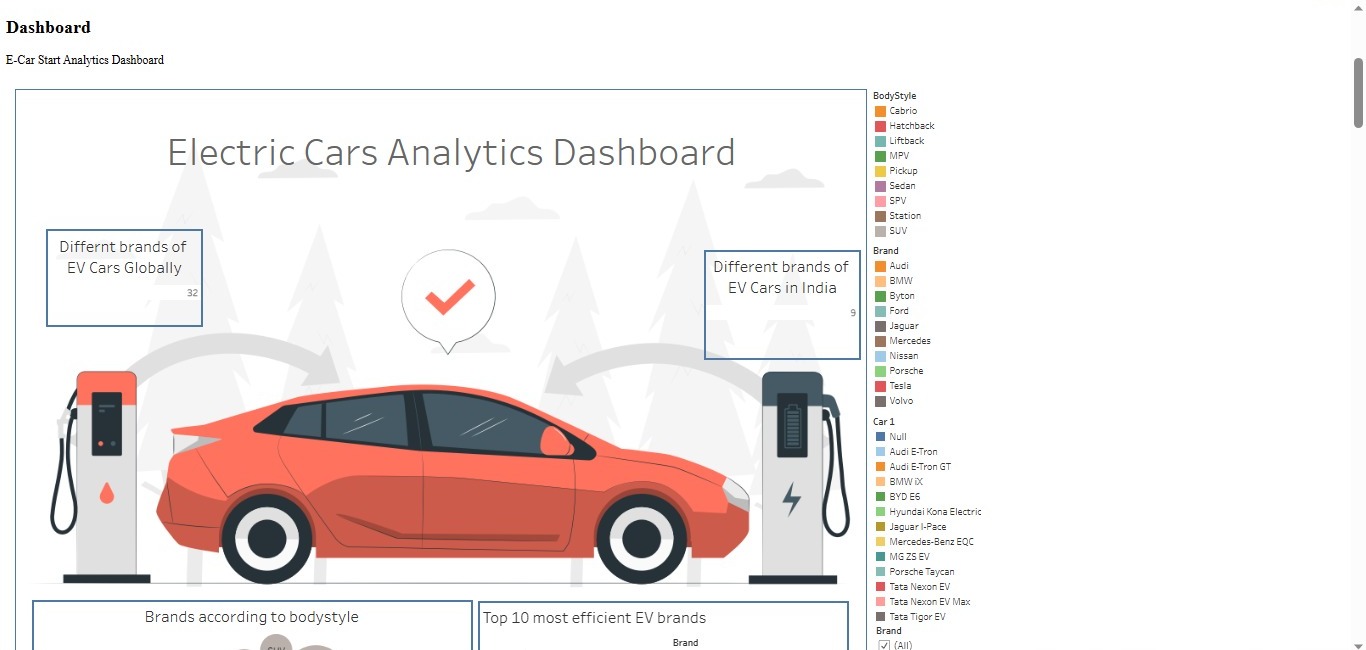 Dashboard
E-Car Start Analytics Dashboard
Electric Cars Analytics Dashboard
Differnt brands of
EV Cars Globally
32
Different brands of
EV Cars in India
9
Brands according to bodystyle
Top 10 most efficient EV brands
Brand
BodyStyle
Cabrio
Hatchback
Liftback
MPV
Pickup
Sedan
SPV
Station
SUV
Brand
Audi
BMW
Byton
Ford
Jaguar
Mercedes
Nissan
Porsche
Tesla
Volvo
Car 1
Null
Audi E-Tron
Audi E-Tron GT
BMW iX
BYD E6
Hyundai Kona Electric
Jaguar I-Pace
Mercedes-Benz EQC
MG ZS EV
Porsche Taycan
Tata Nexon EV
Tata Nexon EV Max
Tata Tigor EV
Brand
(All)